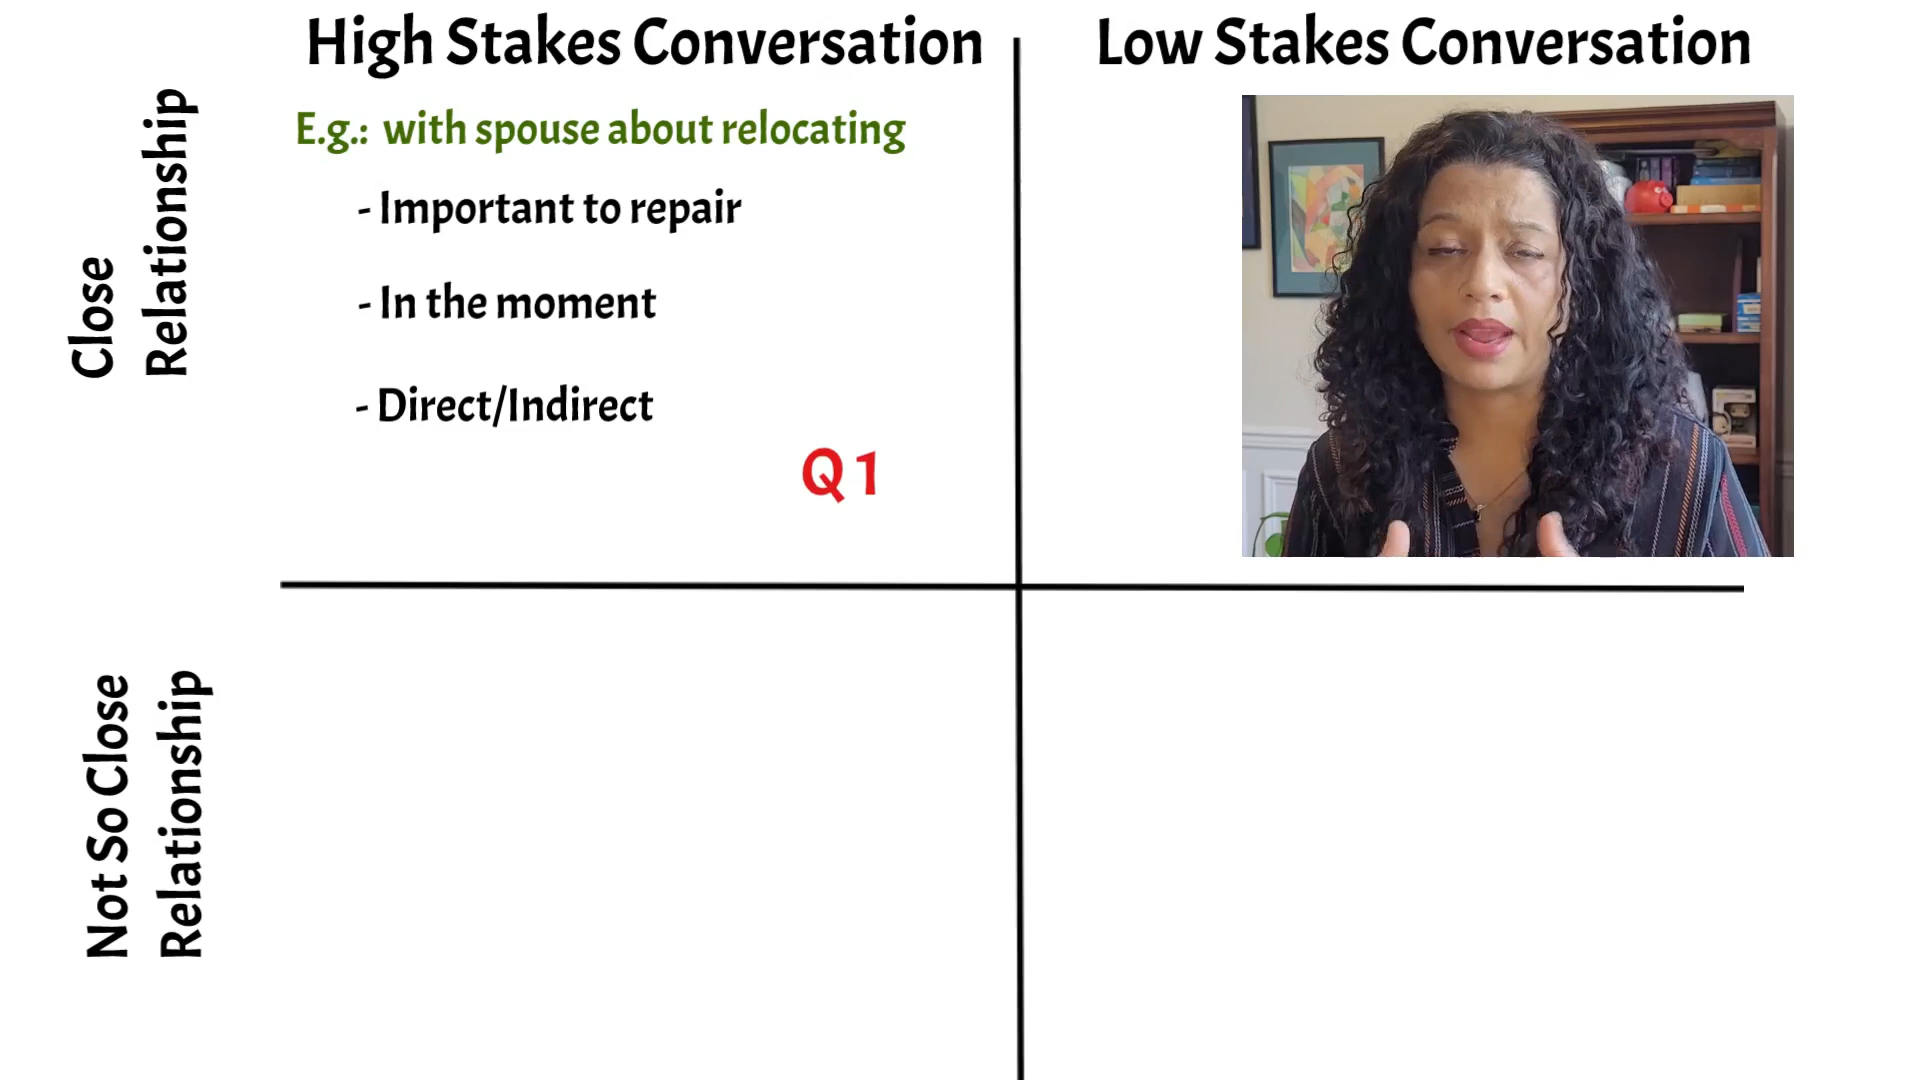 High Stakes Conversation
Low Stakes Conversation
Close
Relationship
E.g.: with spouse about relocating
- Important to repair
- In the moment
- Direct/Indirect
Q 1
Not So Close
Relationship